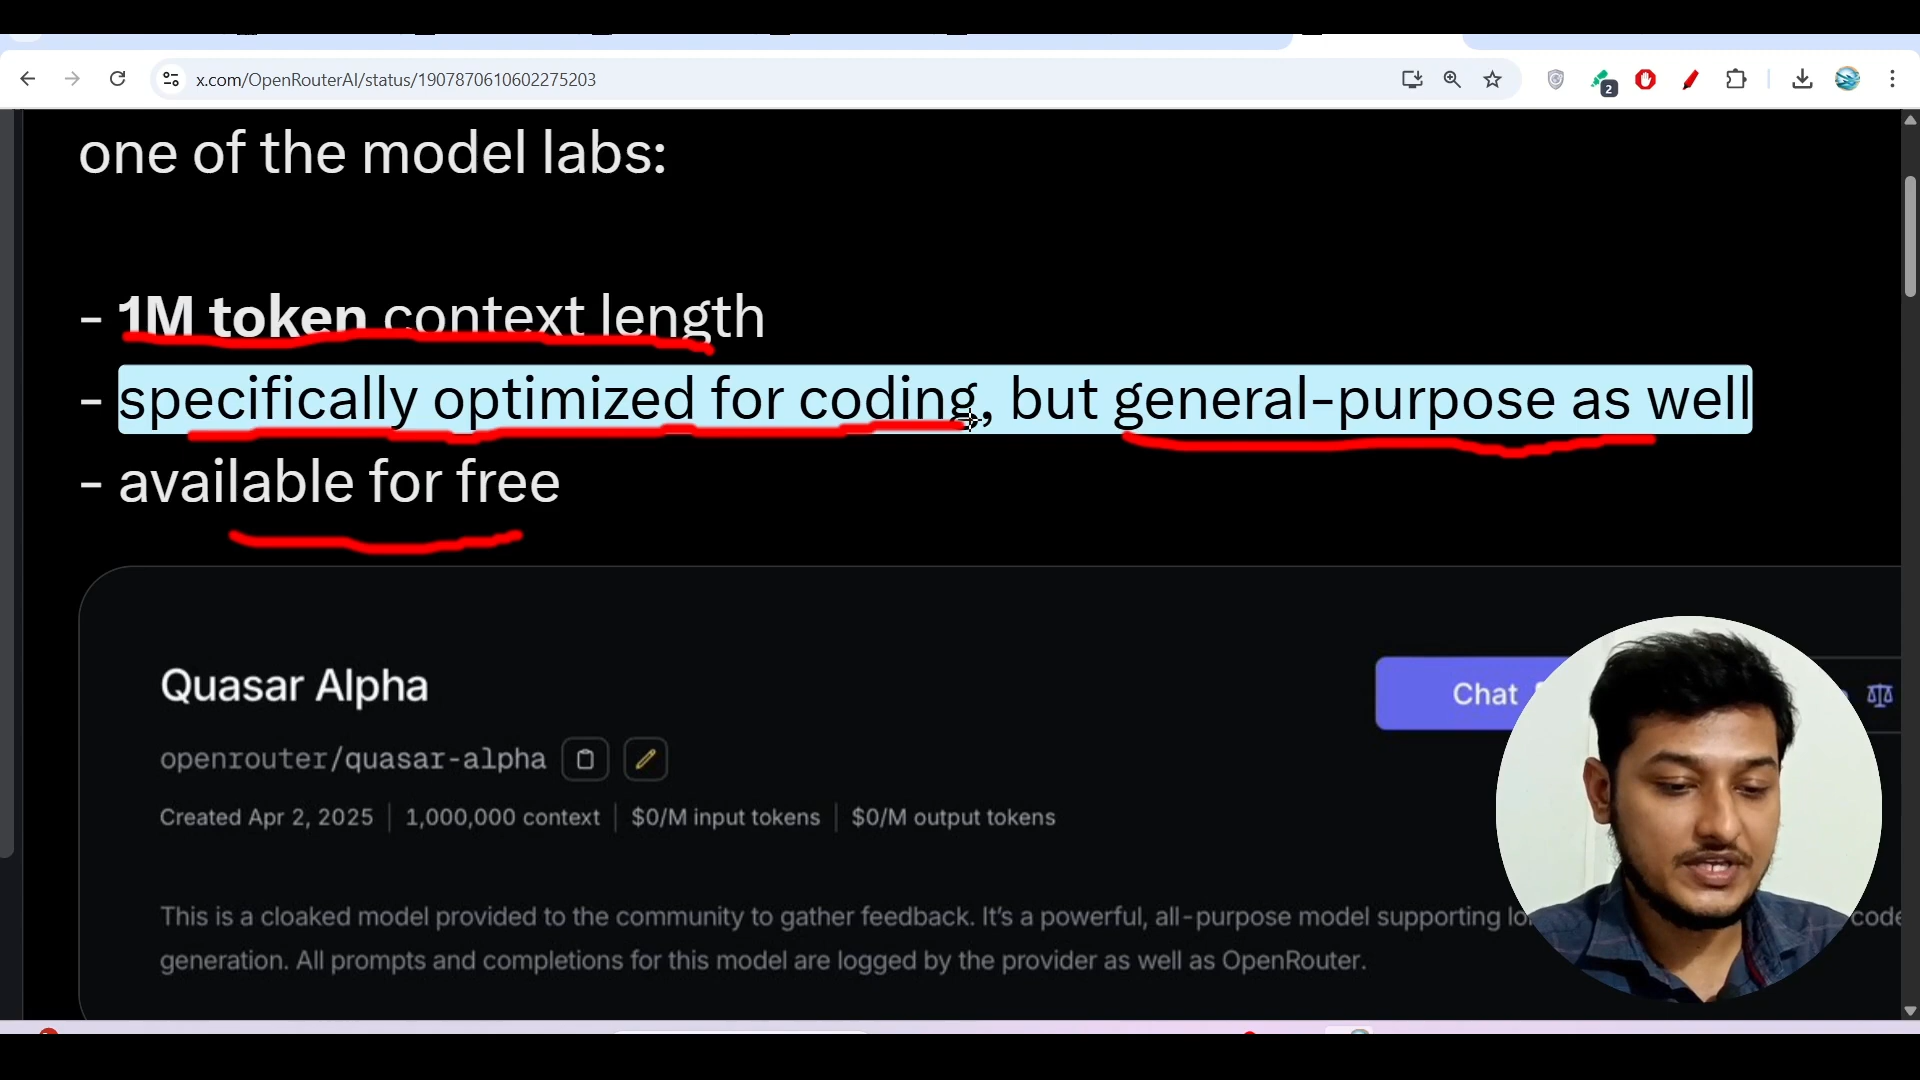 x.com/OpenRouterAI/status/1907870610602275203
2
one of the model labs:
- 1M token context length
- specifically optimized for coding, but general-purpose as well
- available for free
Quasar Alpha
Chat
openrouter/quasar-alpha
Created Apr 2, 2025 | 1,000,000 context | $0/M input tokens | $0/M output tokens
This is a cloaked model provided to the community to gather feedback. It's a powerful, all-purpose model supporting code
generation. All prompts and completions for this model are logged by the provider as well as OpenRouter.